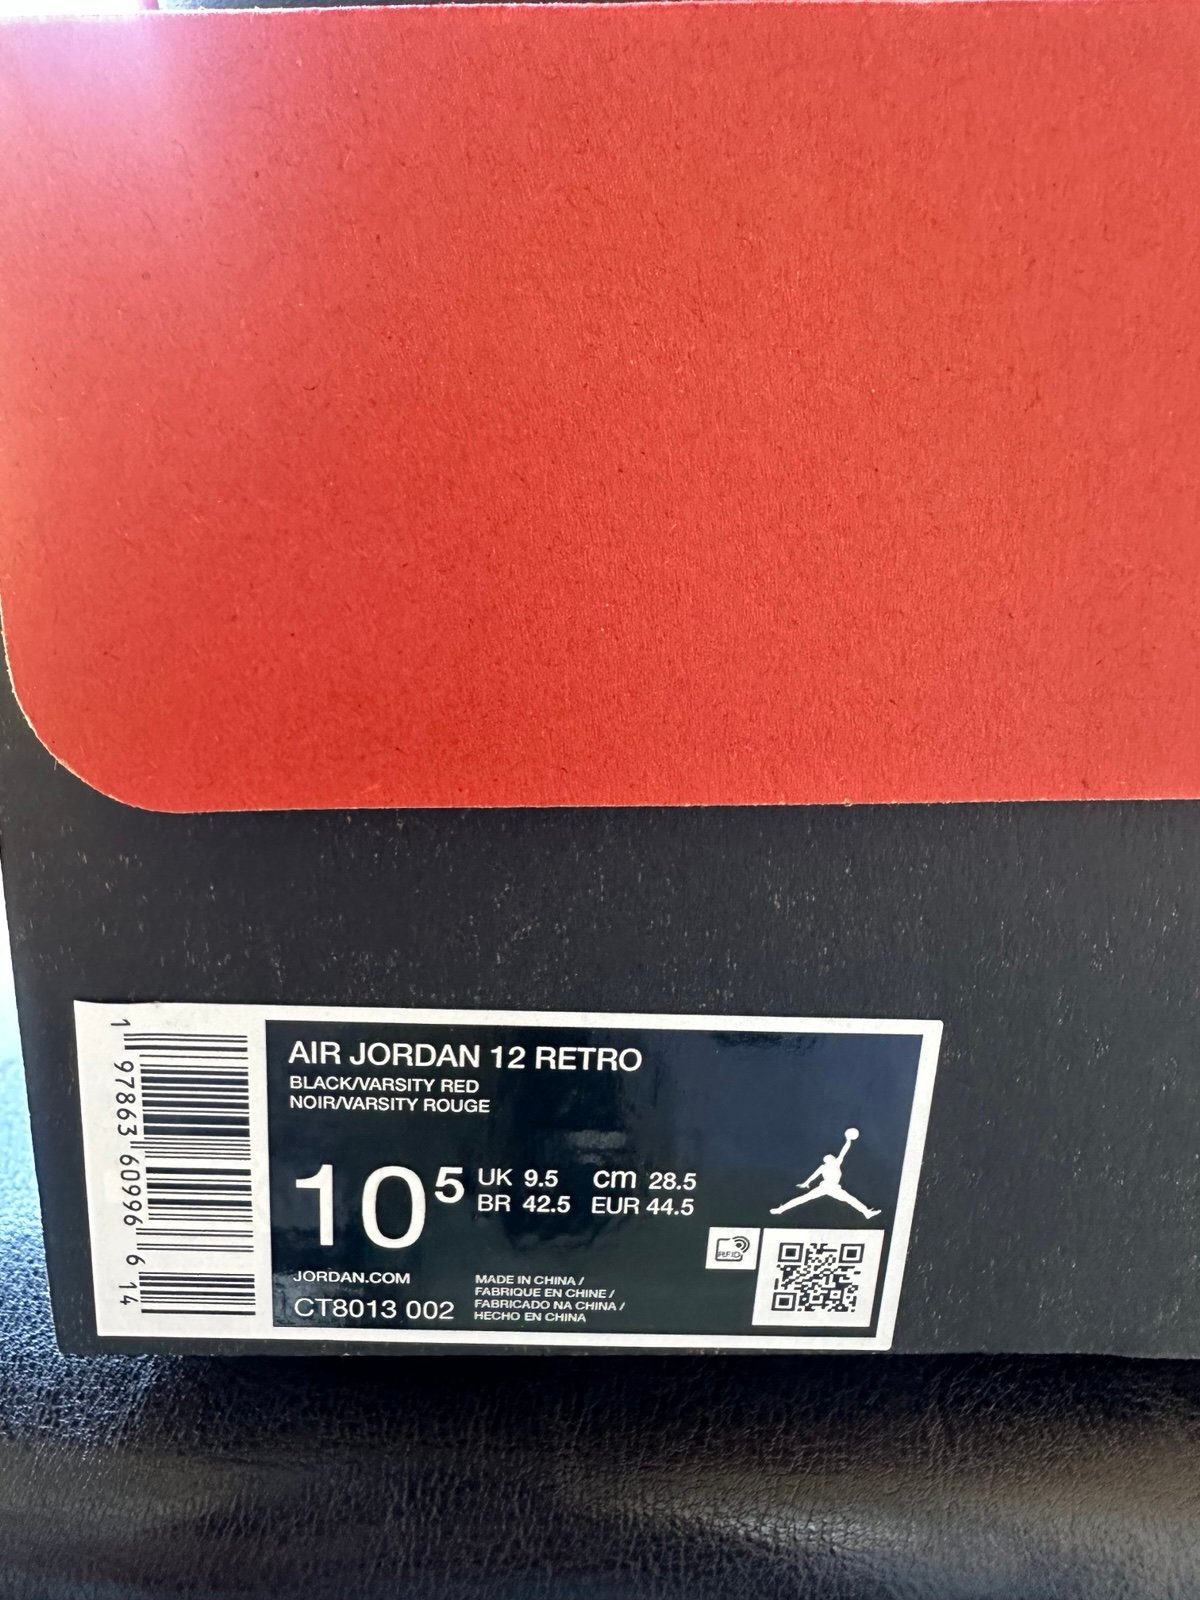 1 97863 60996 6 14
AIR JORDAN 12 RETRO
BLACK/VARSITY RED
NOIR/VARSITY ROUGE
10⁵
UK 9.5 cm 28.5
BR 42.5 EUR 44.5
RFID
JORDAN.COM
CT8013 002
MADE IN CHINA /
FABRIQUE EN CHINE /
FABRICADO NA CHINA /
HECHO EN CHINA